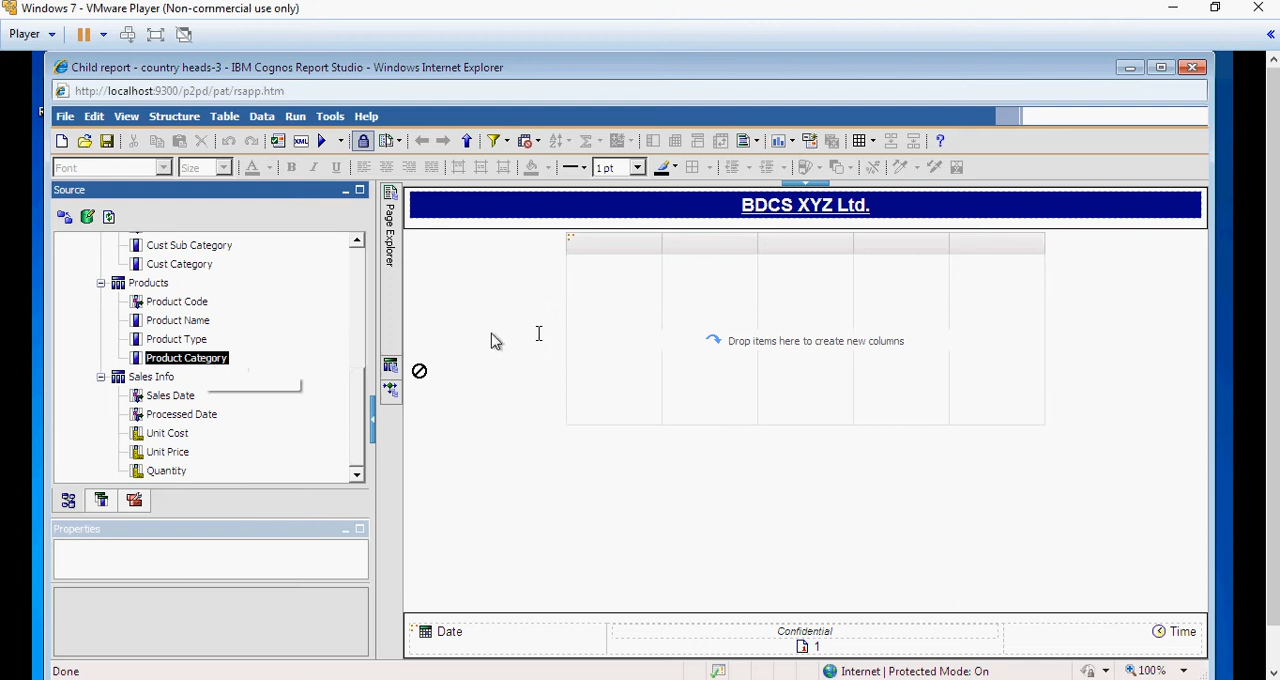 Windows 7 - VMware Player (Non-commercial use only)
Player
Child report - country heads-3 - IBM Cognos Report Studio - Windows Internet Explorer
http://localhost:9300/p2pd/pat/rsapp.htm
File Edit View Structure Table Data Run Tools Help
Font Size 1 pt
Source
Page Explorer
BDCS XYZ Ltd.
Cust Sub Category
Cust Category
Products
Product Code
Product Name
Product Type
Product Category
Sales Info
Sales Date
Processed Date
Unit Cost
Unit Price
Quantity
Drop items here to create new columns
Properties
Date
Confidential
1
Time
Done
Internet | Protected Mode: On
100%